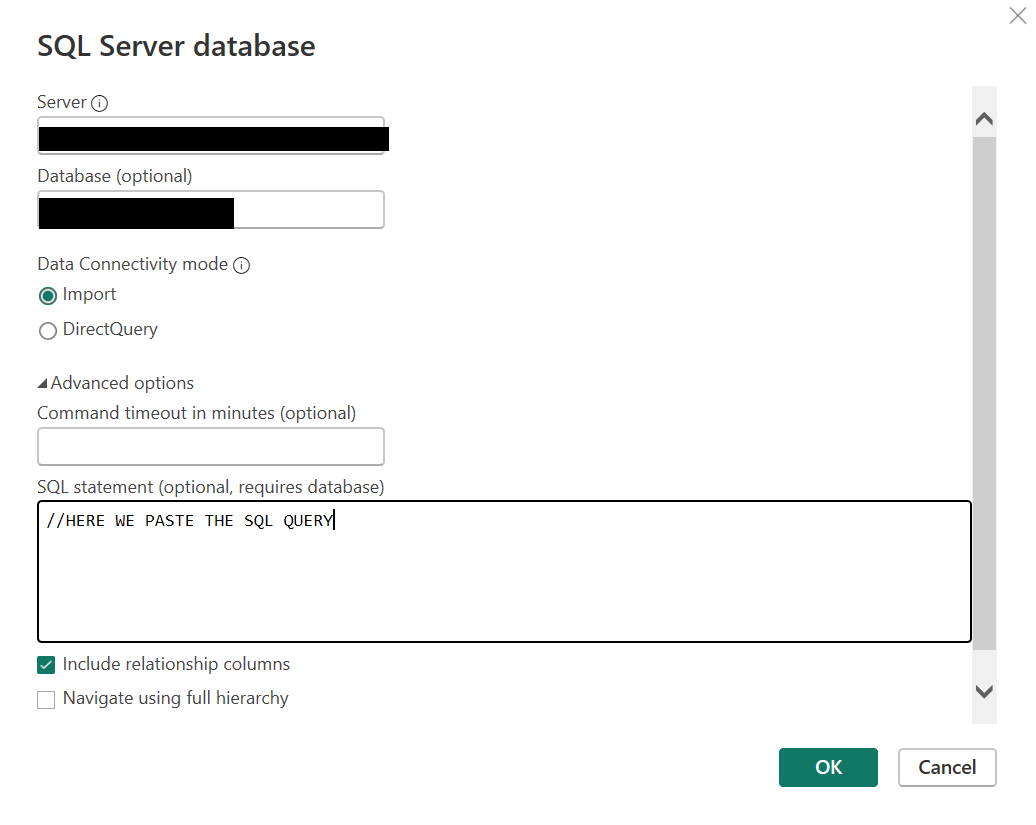 SQL Server database
Server
Database (optional)
Data Connectivity mode
Import
DirectQuery
Advanced options
Command timeout in minutes (optional)
SQL statement (optional, requires database)
//HERE WE PASTE THE SQL QUERY
Include relationship columns
Navigate using full hierarchy
OK
Cancel